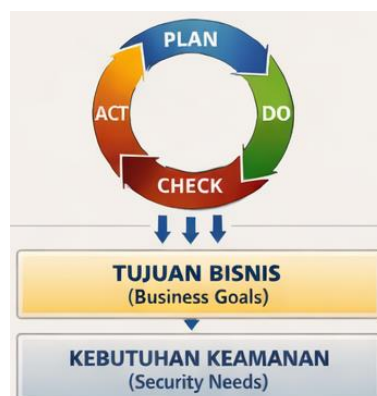 PLAN
DO
CHECK
ACT
TUJUAN BISNIS
(Business Goals)
KEBUTUHAN KEAMANAN
(Security Needs)